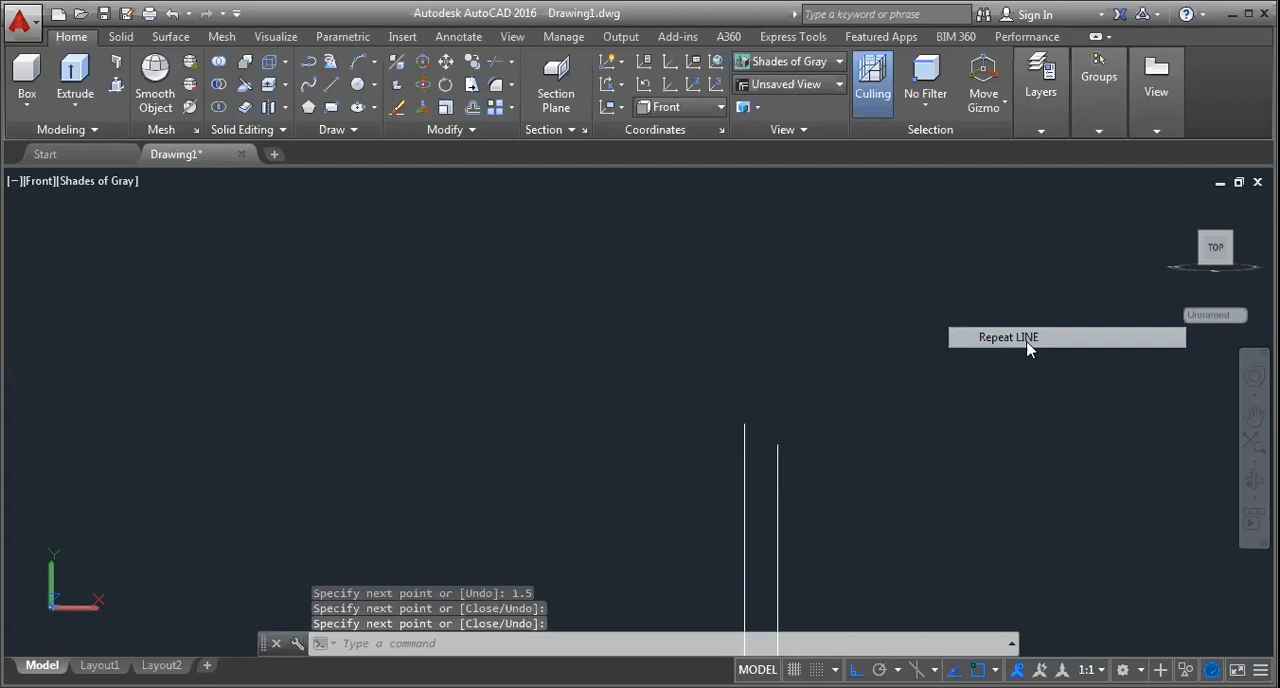 Autodesk AutoCAD 2016 Drawing1.dwg
Type a keyword or phrase
Sign In
Home Solid Surface Mesh Visualize Parametric Insert Annotate View Manage Output Add-ins A360 Express Tools Featured Apps BIM 360 Performance
Box
Extrude
Smooth
Object
Section
Plane
Shades of Gray
Unsaved View
Front
Culling
No Filter
Move
Gizmo
Layers
Groups
View
Modeling
Mesh
Solid Editing
Draw
Modify
Section
Coordinates
View
Selection
Start
Drawing1*
[−][Front][Shades of Gray]
TOP
Unnamed
Repeat LINE
Y
X
Z
Specify next point or [Undo]: 1.5
Specify next point or [Close/Undo]:
Specify next point or [Close/Undo]:
Type a command
Model Layout1 Layout2 +
MODEL
1:1